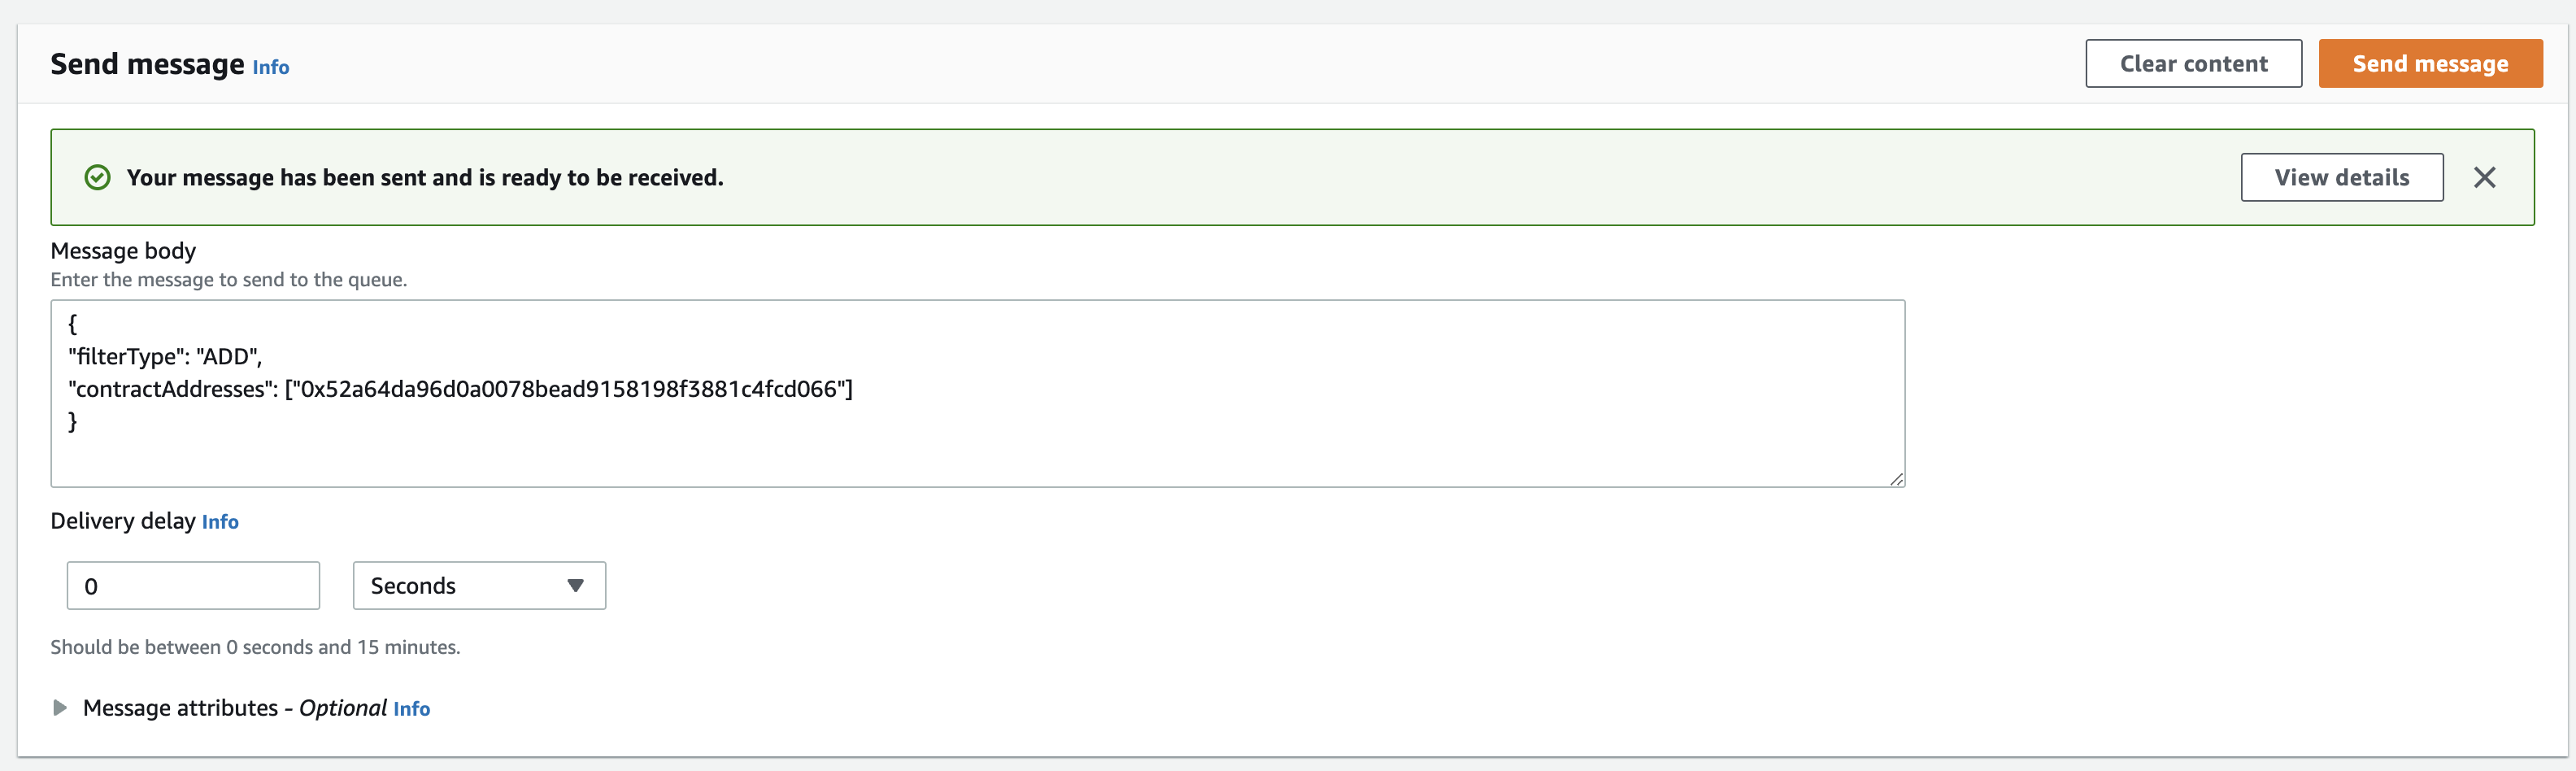 Send message Info
Clear content
Send message
Your message has been sent and is ready to be received.
View details
Message body
Enter the message to send to the queue.
{
"filterType": "ADD",
"contractAddresses": ["0x52a64da96d0a0078bead9158198f3881c4fcd066"]
}
Delivery delay Info
0
Seconds
Should be between 0 seconds and 15 minutes.
Message attributes - Optional Info